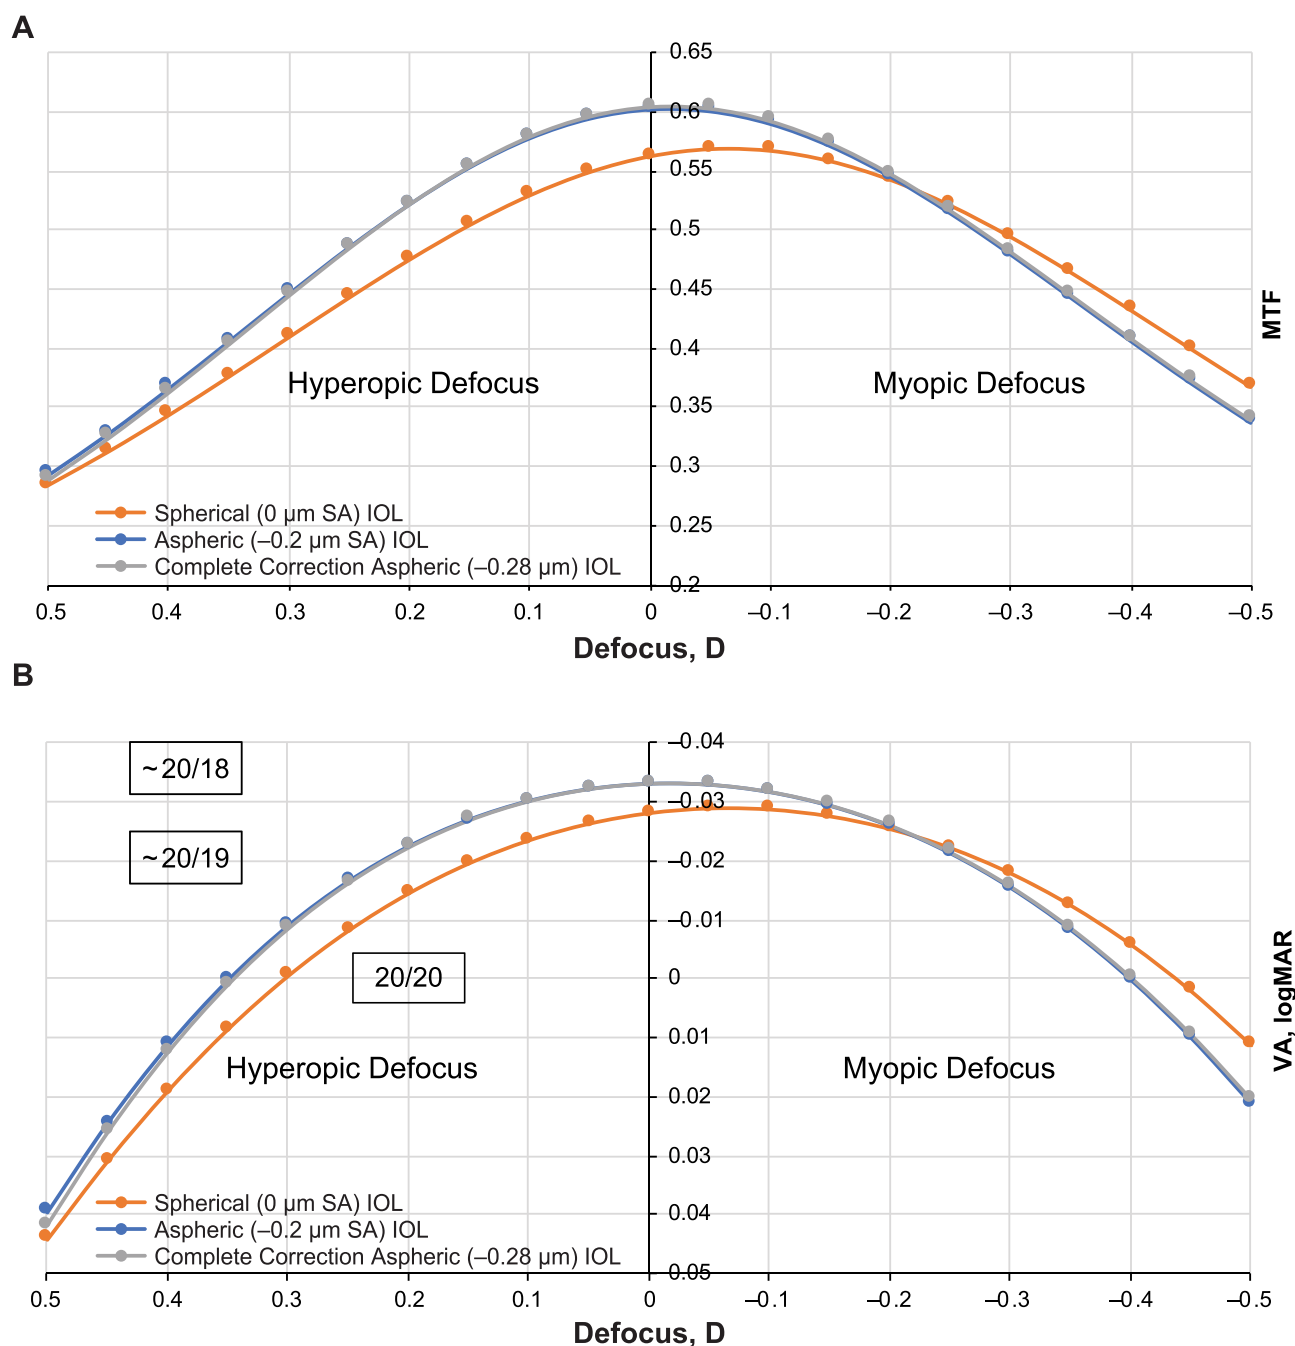 A
0.65
0.6
0.55
0.5
0.45
0.4
0.35
0.3
0.25
0.2
MTF
Hyperopic Defocus
Myopic Defocus
Spherical (0 µm SA) IOL
Aspheric (–0.2 µm SA) IOL
Complete Correction Aspheric (–0.28 µm) IOL
0.5 0.4 0.3 0.2 0.1 0 –0.1 –0.2 –0.3 –0.4 –0.5
Defocus, D
B
–0.04
–0.03
–0.02
–0.01
0
0.01
0.02
0.03
0.04
0.05
VA, logMAR
~20/18
~20/19
20/20
Hyperopic Defocus
Myopic Defocus
Spherical (0 µm SA) IOL
Aspheric (–0.2 µm SA) IOL
Complete Correction Aspheric (–0.28 µm) IOL
0.5 0.4 0.3 0.2 0.1 0 –0.1 –0.2 –0.3 –0.4 –0.5
Defocus, D